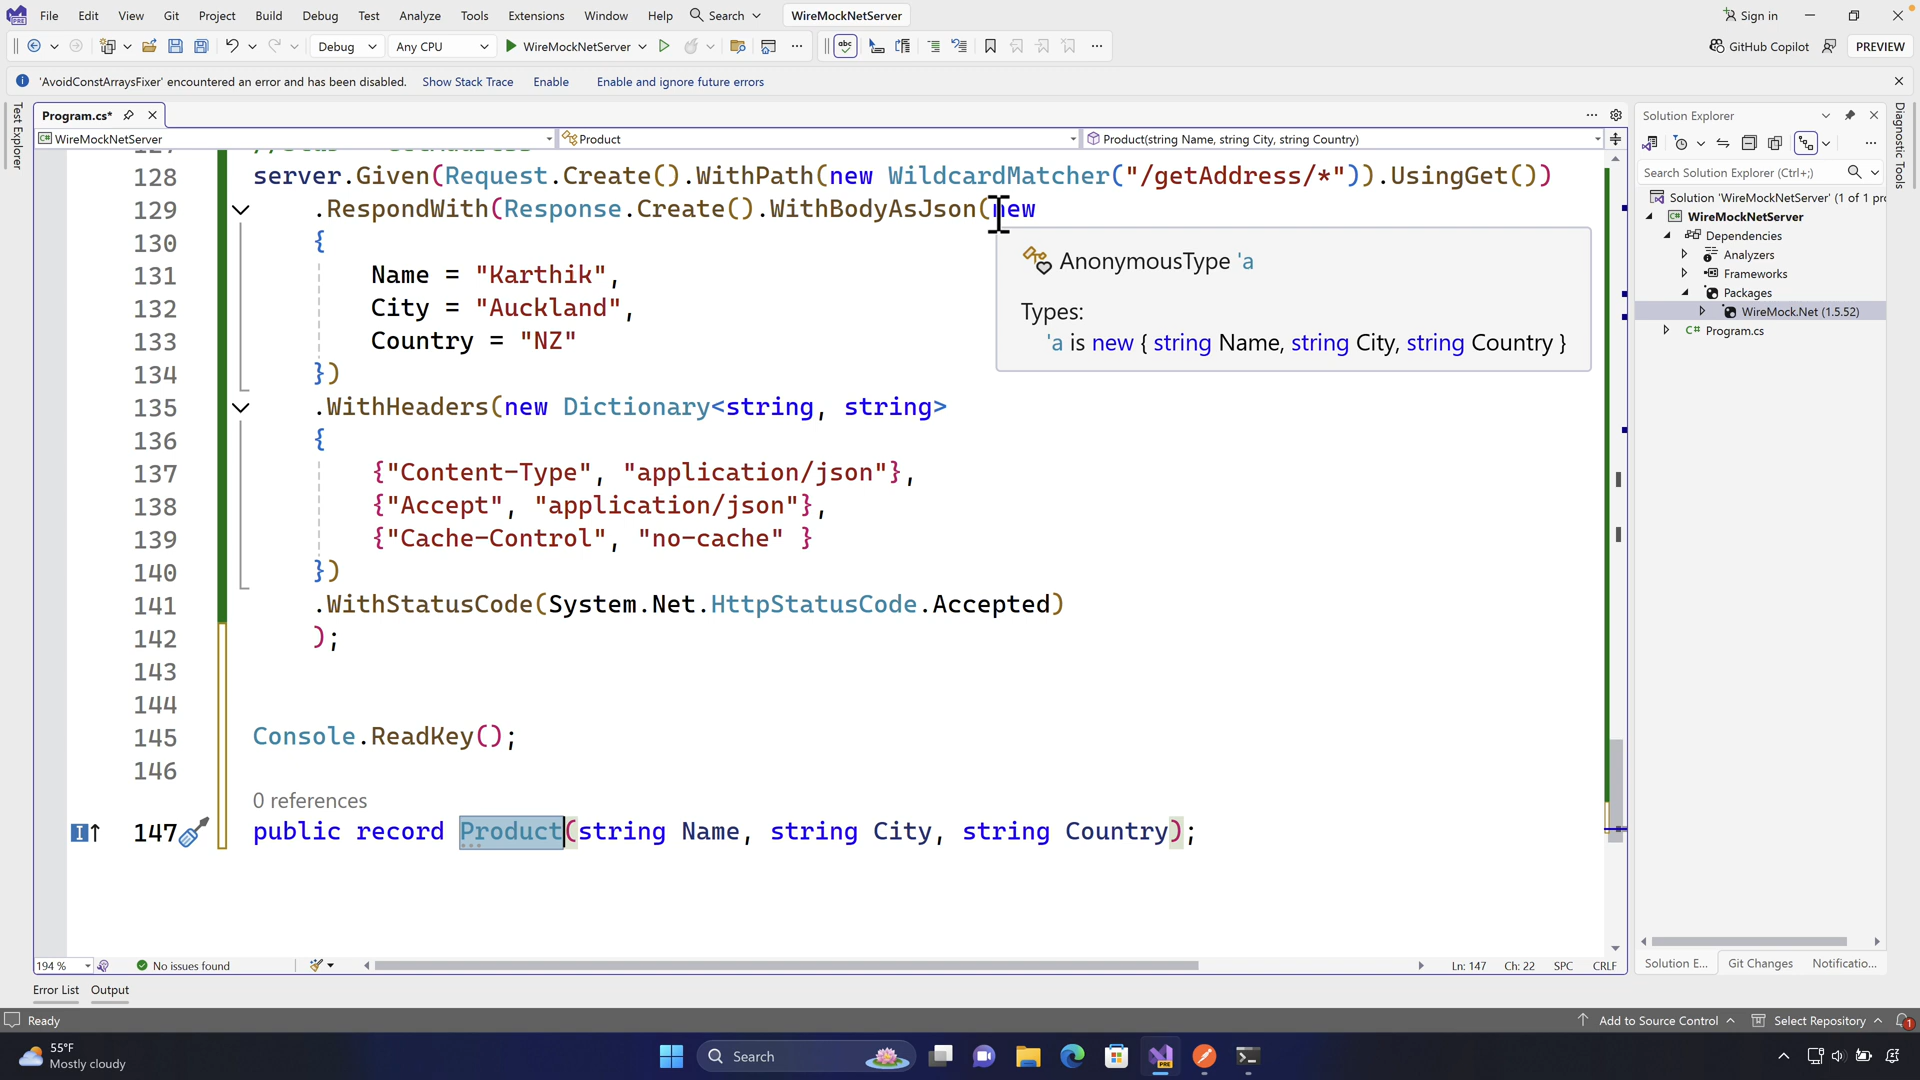 File Edit View Git Project Build Debug Test Analyze Tools Extensions Window Help Search WireMockNetServer Sign in
Debug Any CPU WireMockNetServer abc GitHub Copilot PREVIEW
'AvoidConstArraysFixer' encountered an error and has been disabled. Show Stack Trace Enable Enable and ignore future errors
Test Explorer
Program.cs*
WireMockNetServer Product Product(string Name, string City, string Country)
128 server.Given(Request.Create().WithPath(new WildcardMatcher("/getAddress/*")).UsingGet())
129 .RespondWith(Response.Create().WithBodyAsJson(new
130 {
131 Name = "Karthik",
132 City = "Auckland",
133 Country = "NZ"
134 })
135 .WithHeaders(new Dictionary<string, string>
136 {
137 {"Content-Type", "application/json"},
138 {"Accept", "application/json"},
139 {"Cache-Control", "no-cache" }
140 })
141 .WithStatusCode(System.Net.HttpStatusCode.Accepted)
142 );
143
144
145 Console.ReadKey();
146
0 references
147 public record Product(string Name, string City, string Country);
AnonymousType 'a
Types:
'a is new { string Name, string City, string Country }
194 % No issues found Ln: 147 Ch: 22 SPC CRLF
Solution Explorer
Search Solution Explorer (Ctrl+;)
Solution 'WireMockNetServer' (1 of 1 pro
WireMockNetServer
Dependencies
Analyzers
Frameworks
Packages
WireMock.Net (1.5.52)
C# Program.cs
Solution E... Git Changes Notificatio...
Diagnostic Tools
Error List Output
Ready Add to Source Control Select Repository 1
55°F
Mostly cloudy
Search